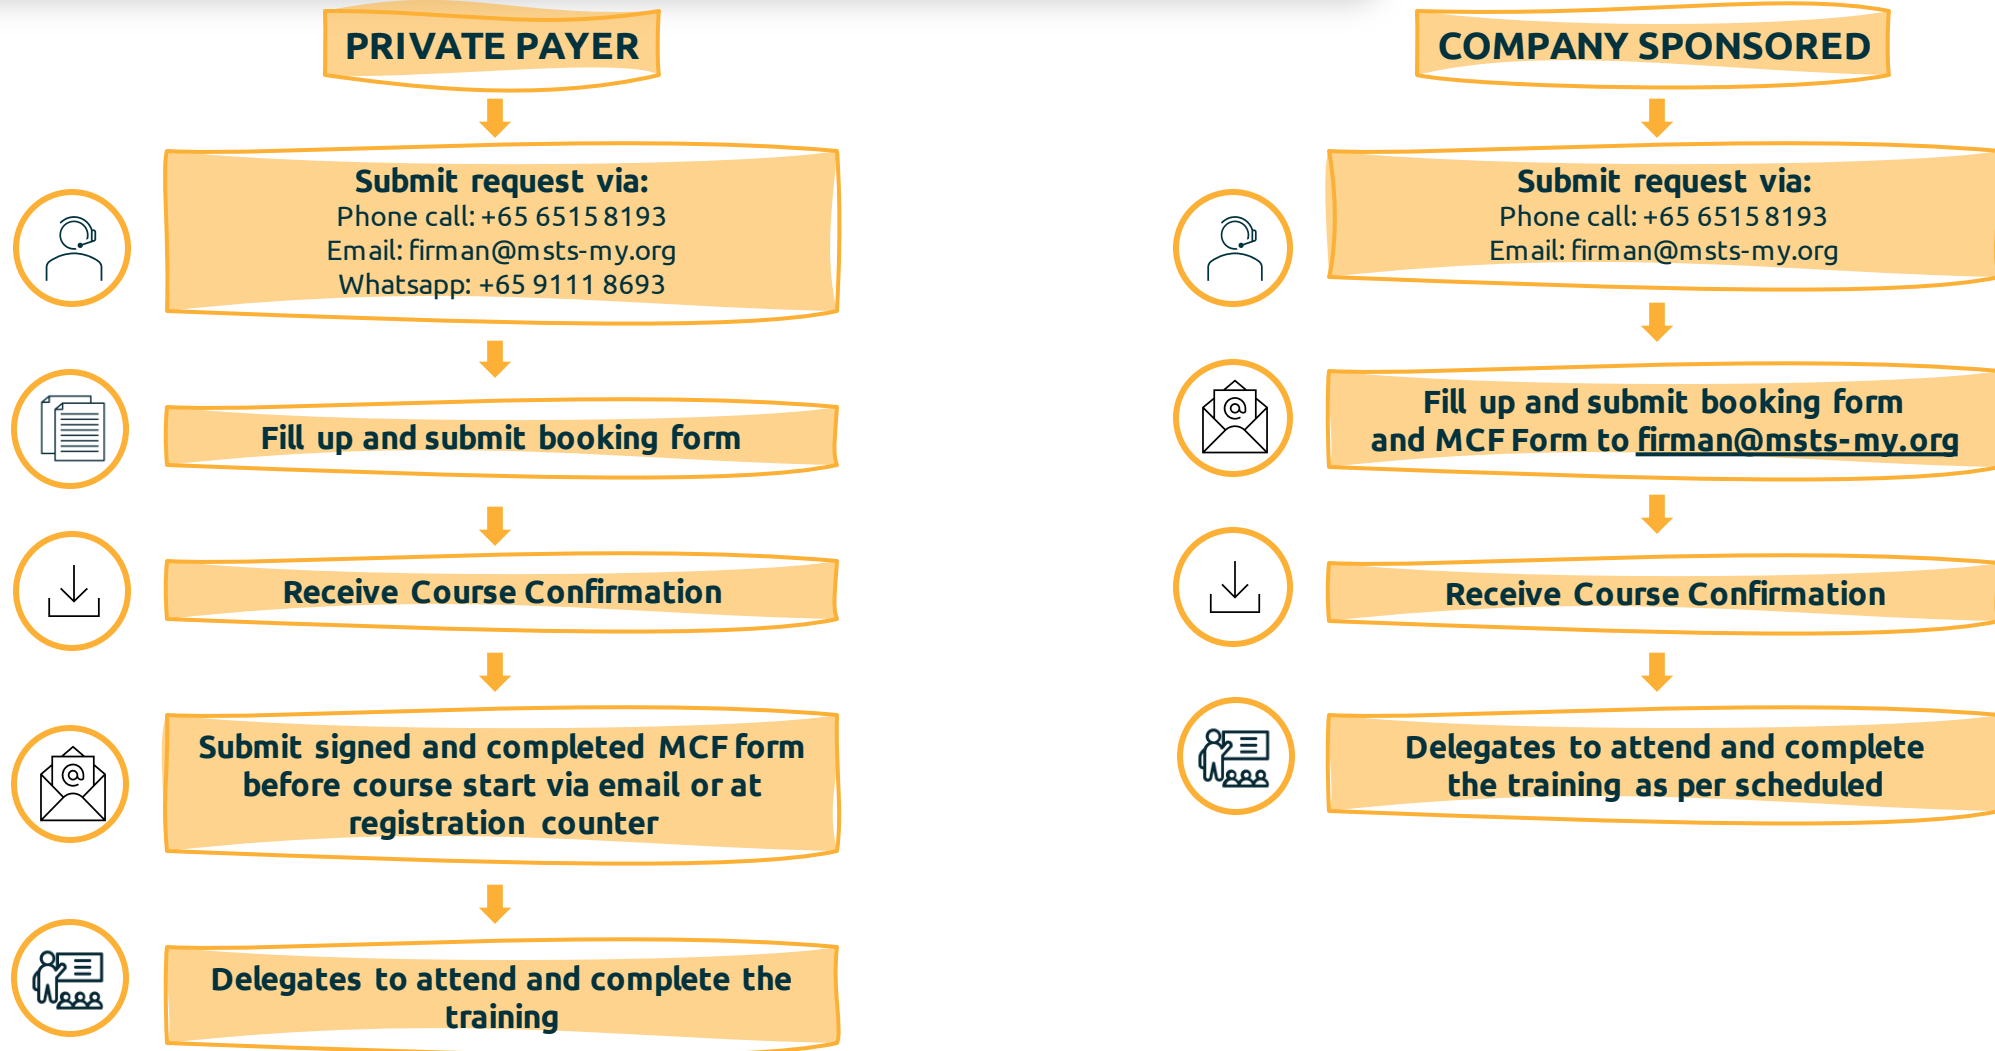 PRIVATE PAYER
Submit request via:
Phone call: +65 6515 8193
Email: firman@msts-my.org
Whatsapp: +65 9111 8693
Fill up and submit booking form
Receive Course Confirmation
Submit signed and completed MCF form
before course start via email or at
registration counter
Delegates to attend and complete the
training
COMPANY SPONSORED
Submit request via:
Phone call: +65 6515 8193
Email: firman@msts-my.org
Fill up and submit booking form
and MCF Form to firman@msts-my.org
Receive Course Confirmation
Delegates to attend and complete
the training as per scheduled